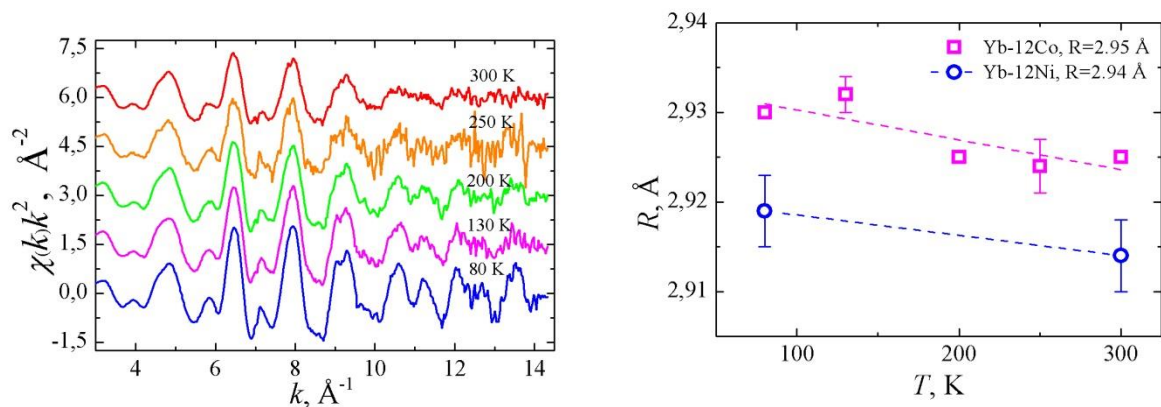 7,5
6,0
4,5
3,0
1,5
0,0
-1,5
χ(k)k², Å⁻²
300 K
250 K
200 K
130 K
80 K
4 6 8 10 12 14
k, Å⁻¹
2,94
2,93
2,92
2,91
R, Å
Yb-12Co, R=2.95 Å
Yb-12Ni, R=2.94 Å
100 200 300
T, K